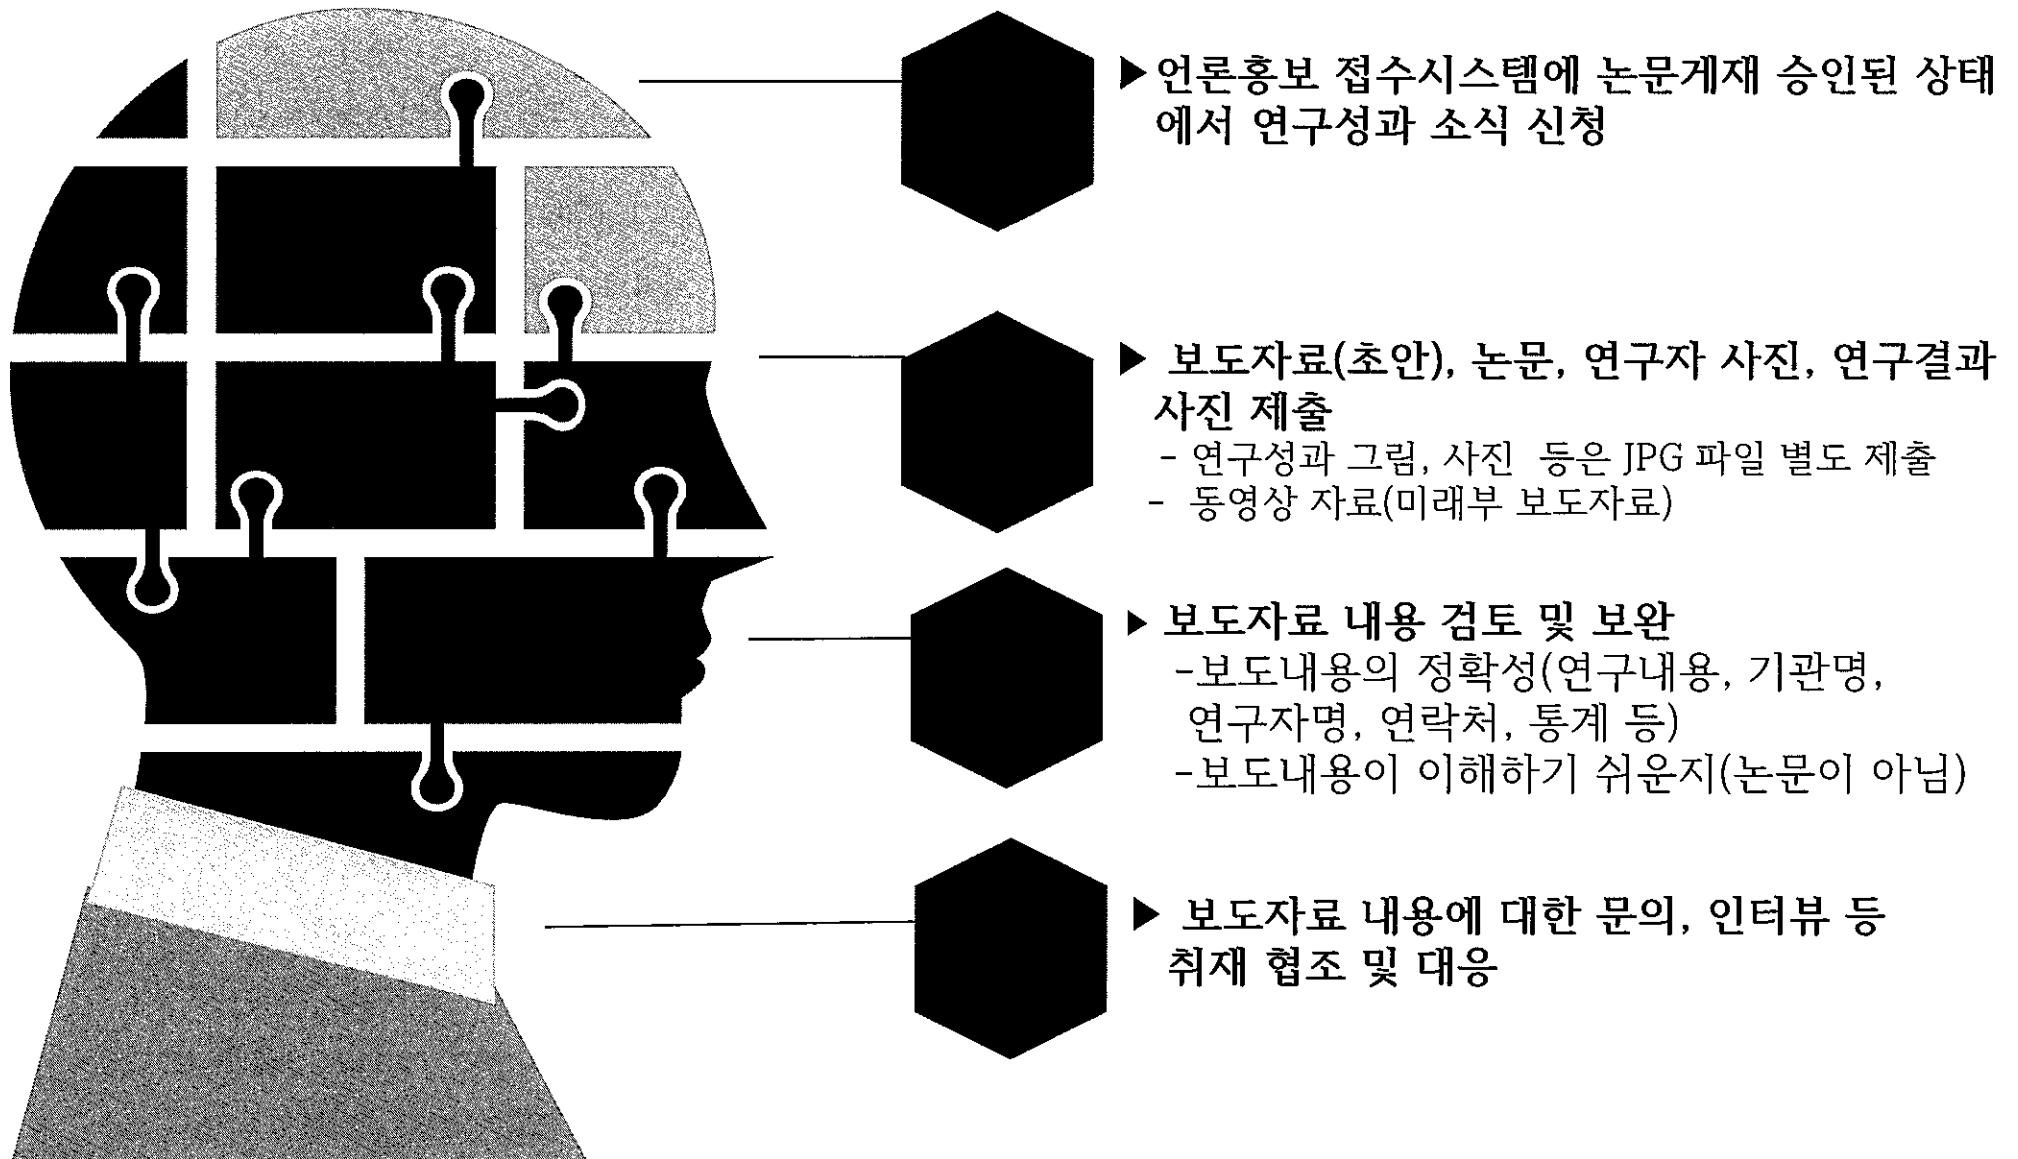 ▶언론홍보 접수시스템에 논문게재 승인된 상태
에서 연구성과 소식 신청
▶ 보도자료(초안), 논문, 연구자 사진, 연구결과
사진 제출
- 연구성과 그림, 사진 등은 JPG 파일 별도 제출
- 동영상 자료(미래부 보도자료)
▶ 보도자료 내용 검토 및 보완
-보도내용의 정확성(연구내용, 기관명,
연구자명, 연락처, 통계 등)
-보도내용이 이해하기 쉬운지(논문이 아님)
▶ 보도자료 내용에 대한 문의, 인터뷰 등
취재 협조 및 대응